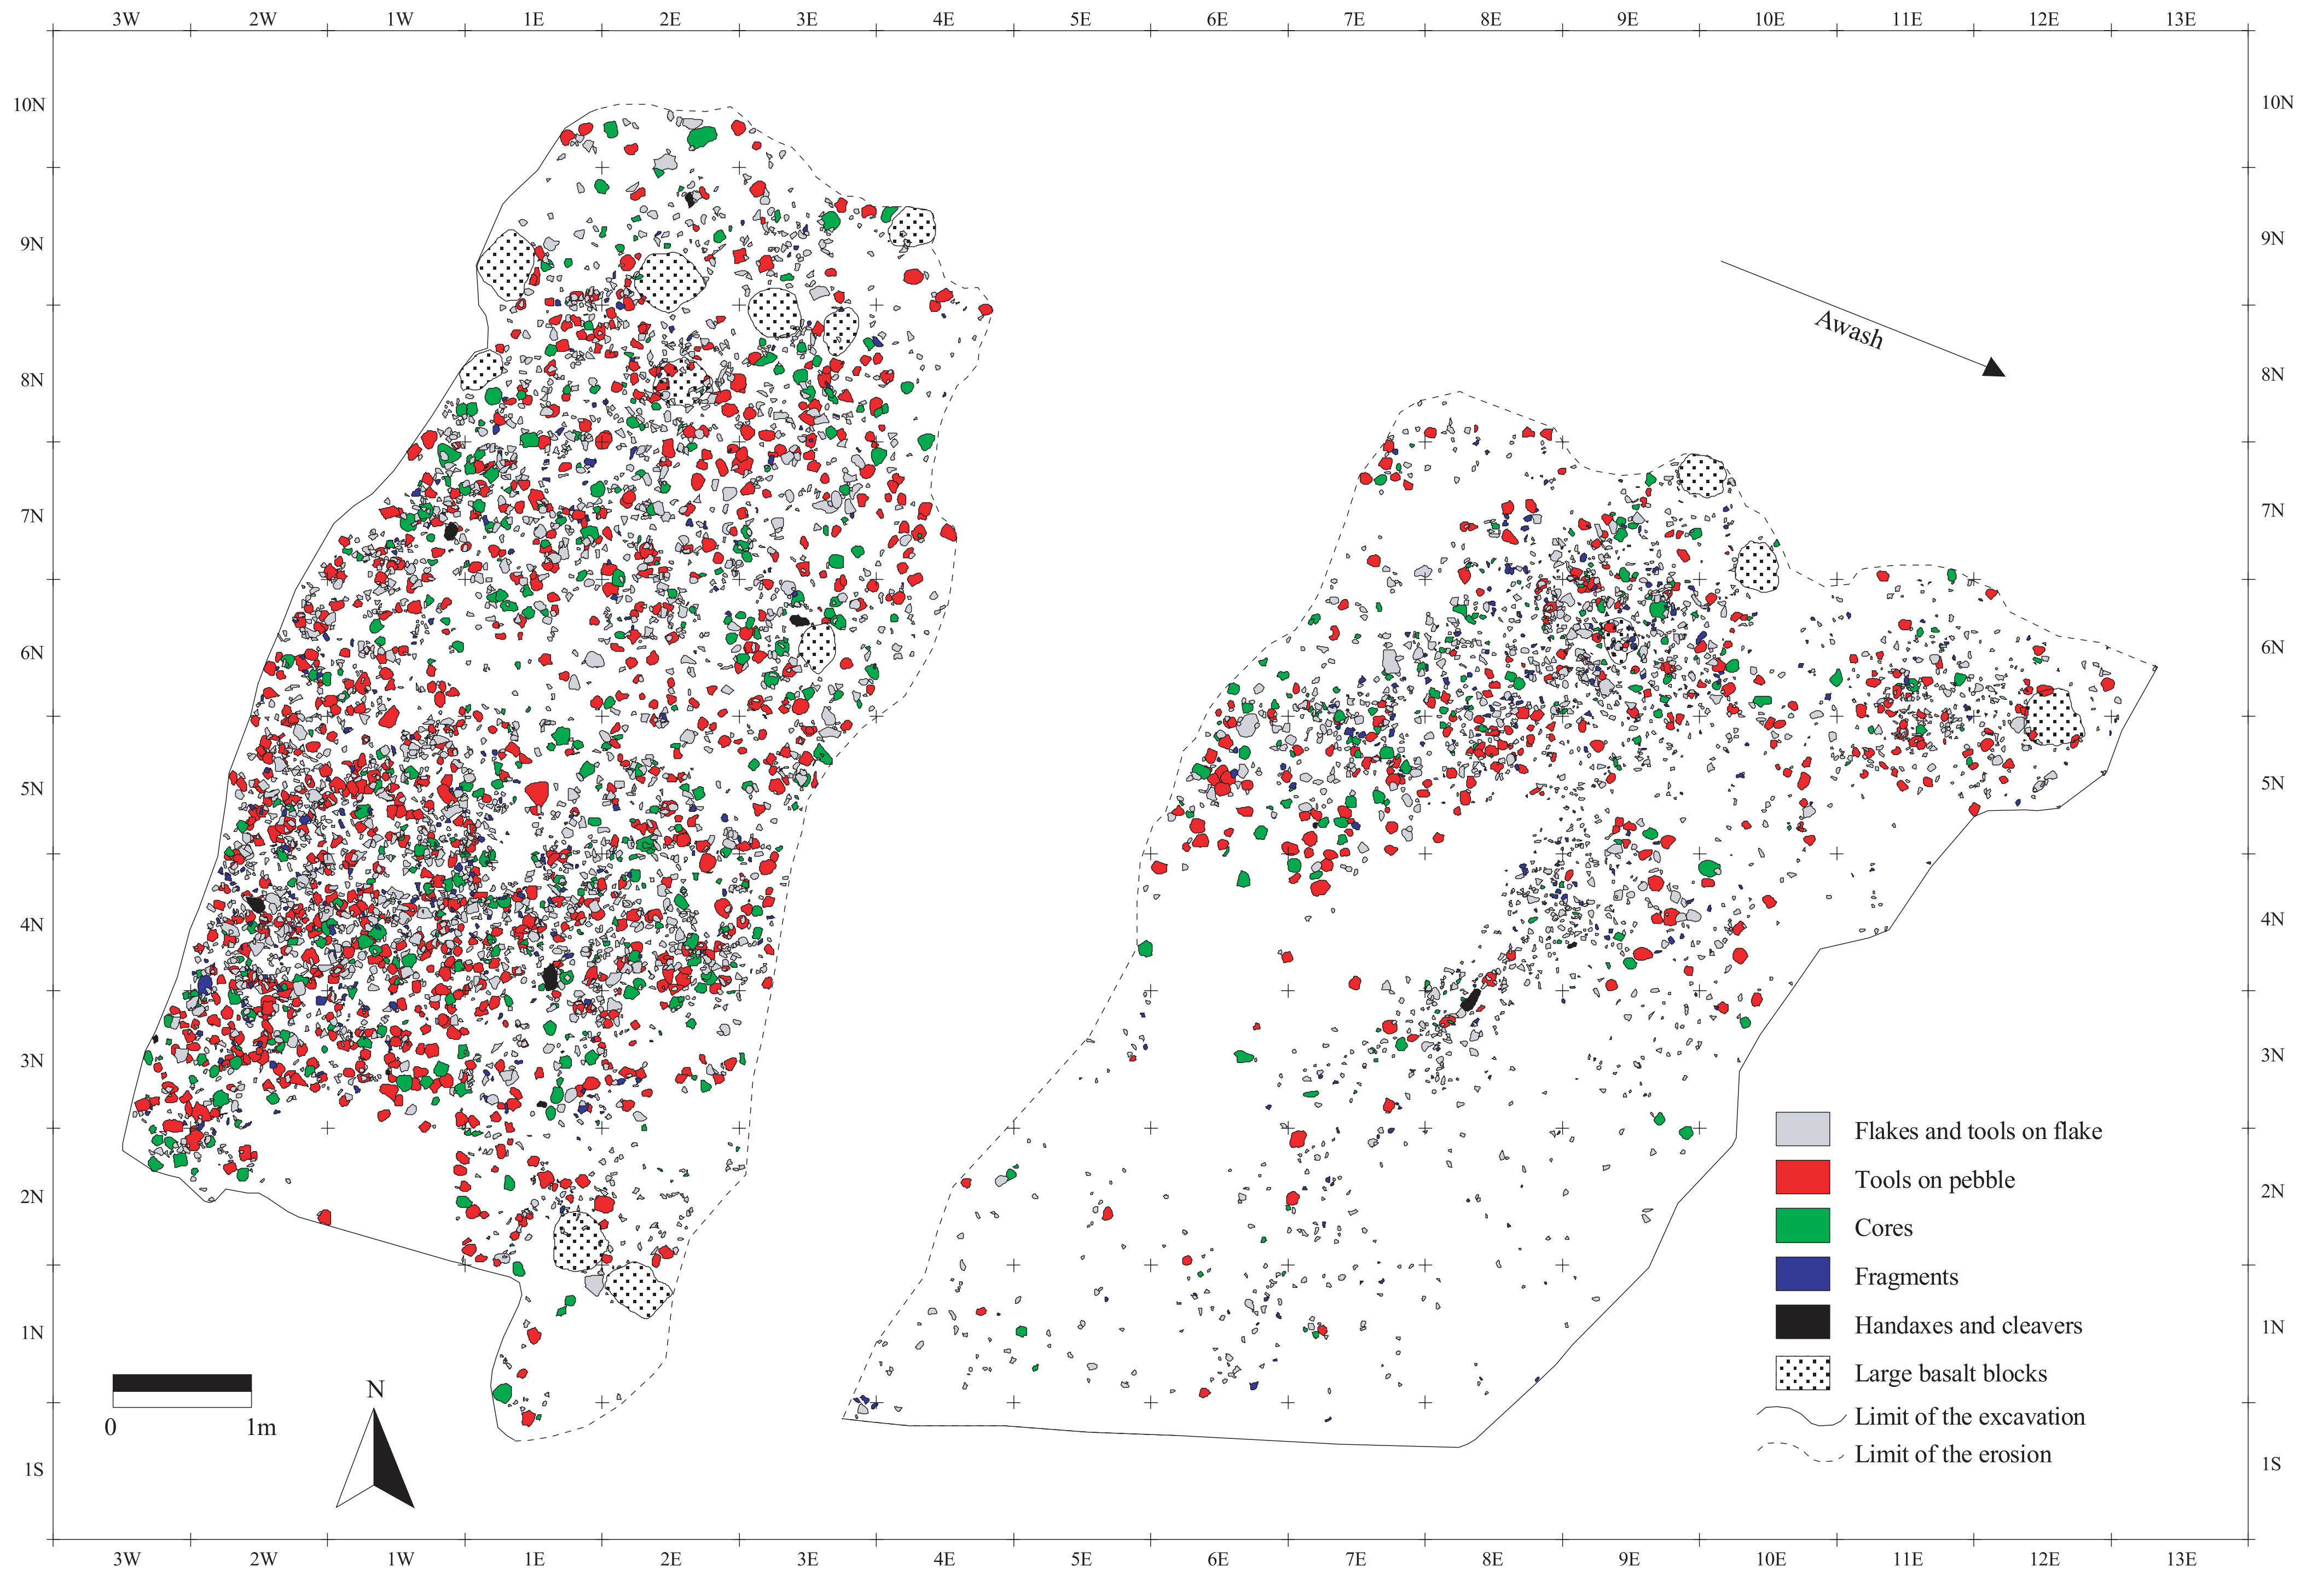 3W 2W 1W 1E 2E 3E 4E 5E 6E 7E 8E 9E 10E 11E 12E 13E
10N 10N
9N 9N
8N 8N
7N 7N
6N 6N
5N 5N
4N 4N
3N 3N
2N 2N
1N 1N
1S 1S
Awash
Flakes and tools on flake
Tools on pebble
Cores
Fragments
Handaxes and cleavers
Large basalt blocks
Limit of the excavation
Limit of the erosion
N
0 1m
3W 2W 1W 1E 2E 3E 4E 5E 6E 7E 8E 9E 10E 11E 12E 13E